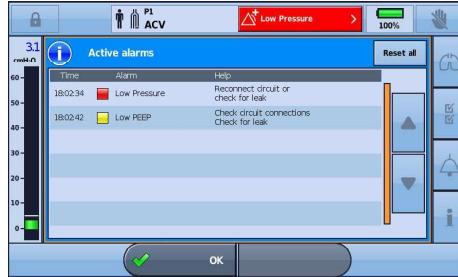 P1
ACV
Low Pressure
100%
3.1
cmH2O
Active alarms
Reset all
Time Alarm Help
18:02:34 Low Pressure Reconnect circuit or
check for leak
18:02:42 Low PEEP Check circuit connections
Check for leak
60-
50-
40-
30-
20-
10-
0-
OK